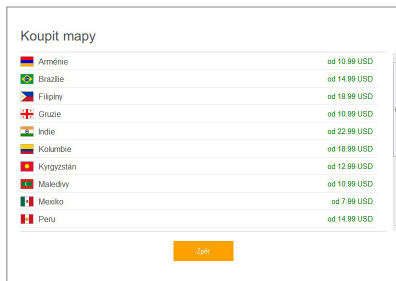 Koupit mapy
Arménie od 10.99 USD
Brazílie od 14.99 USD
Filipíny od 19.99 USD
Gruzie od 10.99 USD
Indie od 22.99 USD
Kolumbie od 19.99 USD
Kyrgyzstán od 12.99 USD
Maledivy od 10.99 USD
Mexiko od 7.99 USD
Peru od 14.99 USD
Zpět